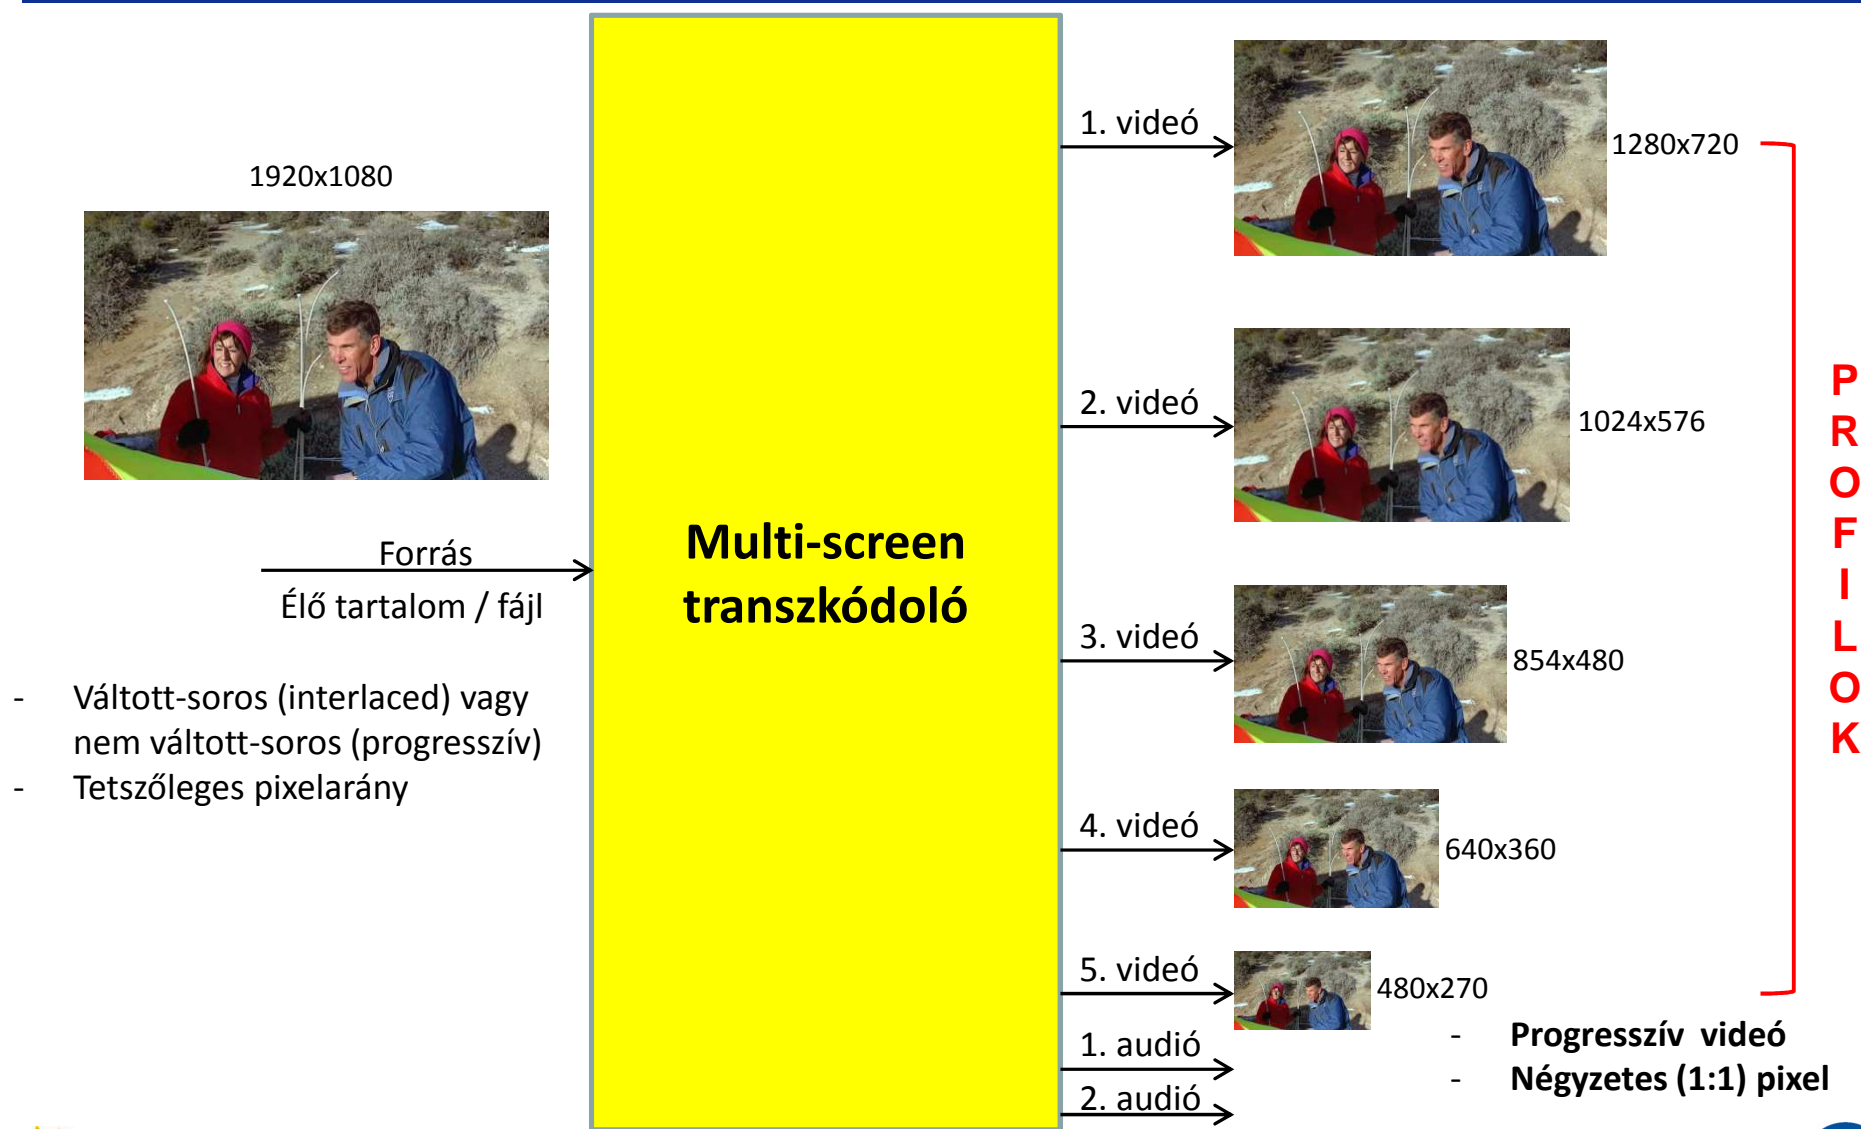 1920x1080
Forrás
Élő tartalom / fájl
- Váltott-soros (interlaced) vagy
nem váltott-soros (progresszív)
- Tetszőleges pixelarány
Multi-screen
transzkódoló
1. videó
1280x720
2. videó
1024x576
3. videó
854x480
4. videó
640x360
5. videó
480x270
1. audió
2. audió
- Progresszív videó
- Négyzetes (1:1) pixel
P
R
O
F
I
L
O
K